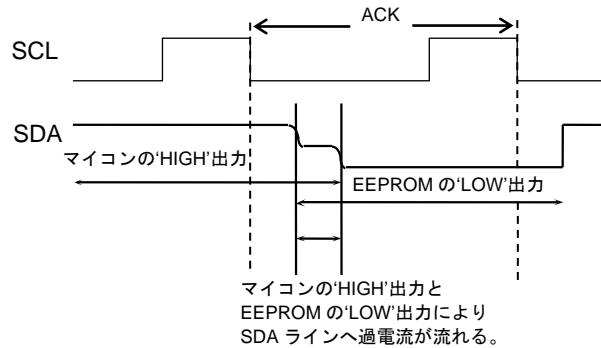 ACK
SCL
SDA
マイコンの‘HIGH’出力
EEPROM の‘LOW’出力
マイコンの‘HIGH’出力と
EEPROM の‘LOW’出力により
SDA ラインへ過電流が流れる。